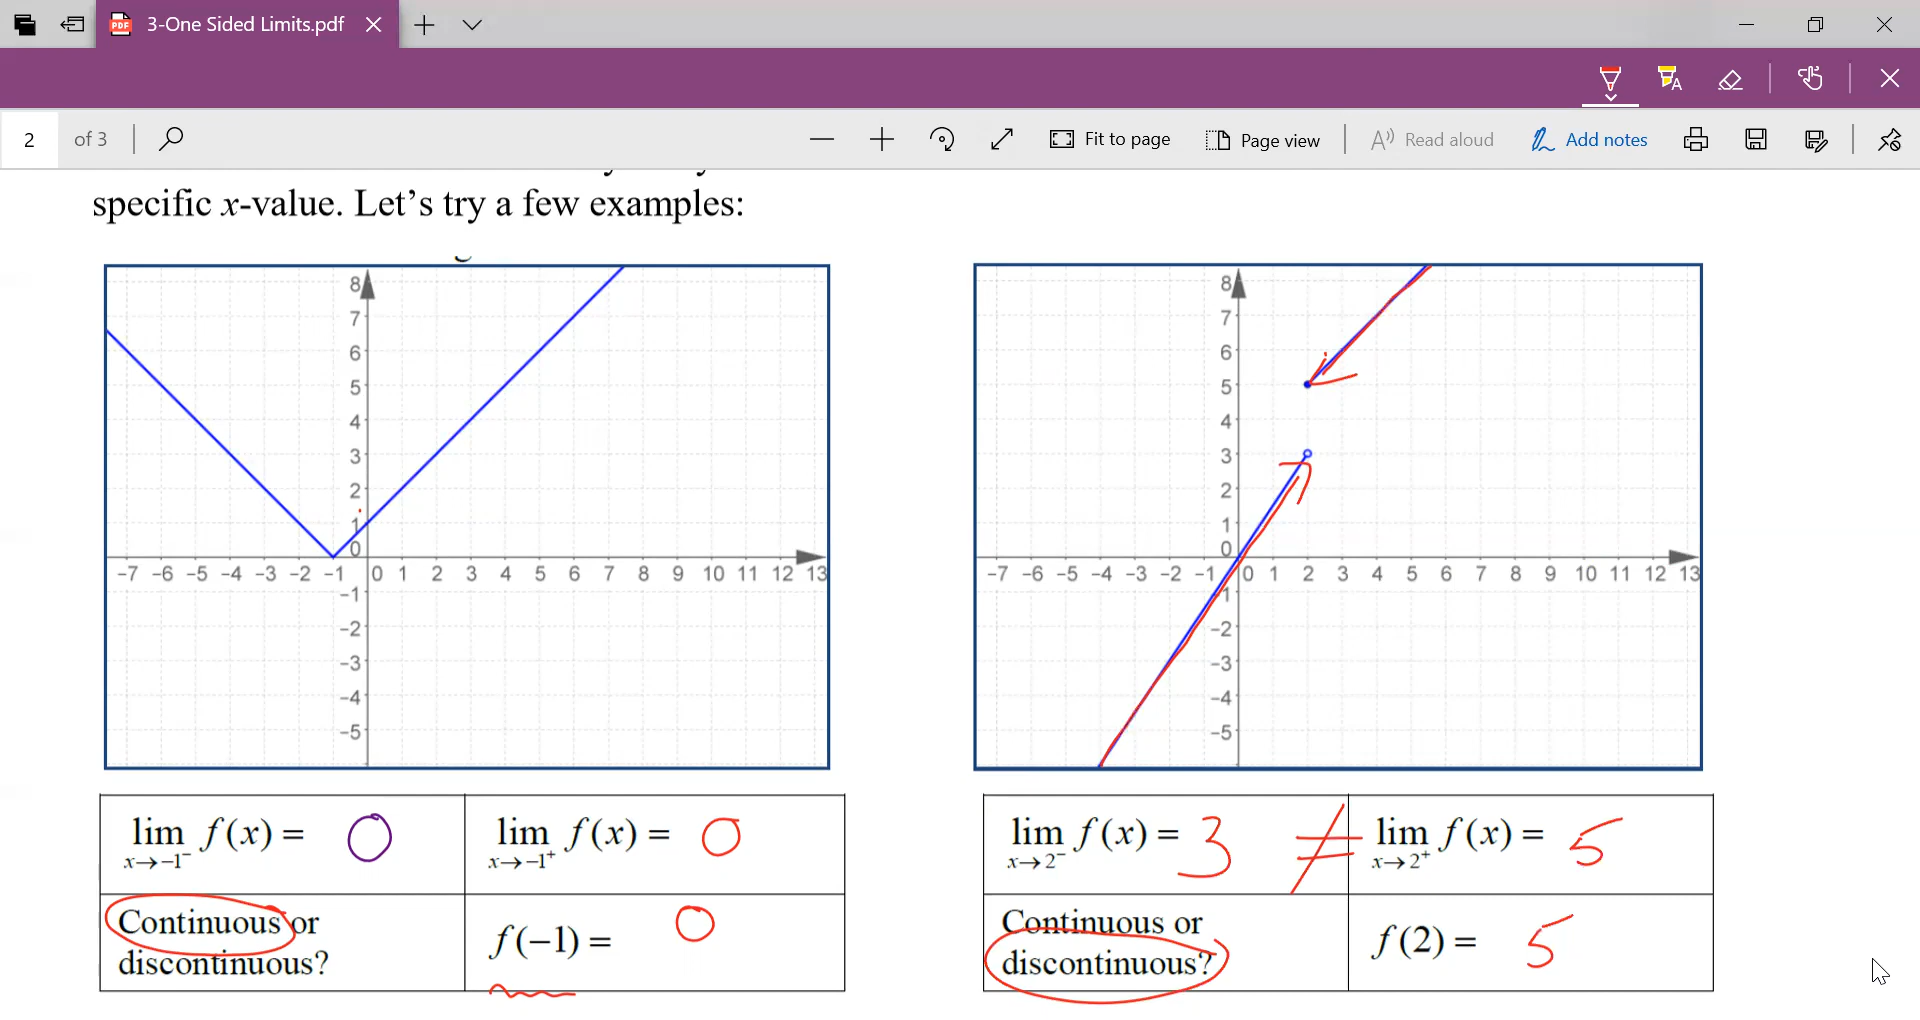 3-One Sided Limits.pdf
2 of 3 Fit to page Page view Read aloud Add notes
specific x-value. Let's try a few examples:
8
7
6
5
4
3
2
1
0
-7 -6 -5 -4 -3 -2 -1 0 1 2 3 4 5 6 7 8 9 10 11 12 13
-1
-2
-3
-4
-5
8
7
6
5
4
3
2
1
0
-7 -6 -5 -4 -3 -2 -1 0 1 2 3 4 5 6 7 8 9 10 11 12 13
-1
-2
-3
-4
-5
lim f(x) = 0
x→-1⁻
lim f(x) = 0
x→-1⁺
Continuous or
discontinuous?
f(-1) = 0
lim f(x) = 3 ≠
x→2⁻
lim f(x) = 5
x→2⁺
Continuous or
discontinuous?
f(2) = 5